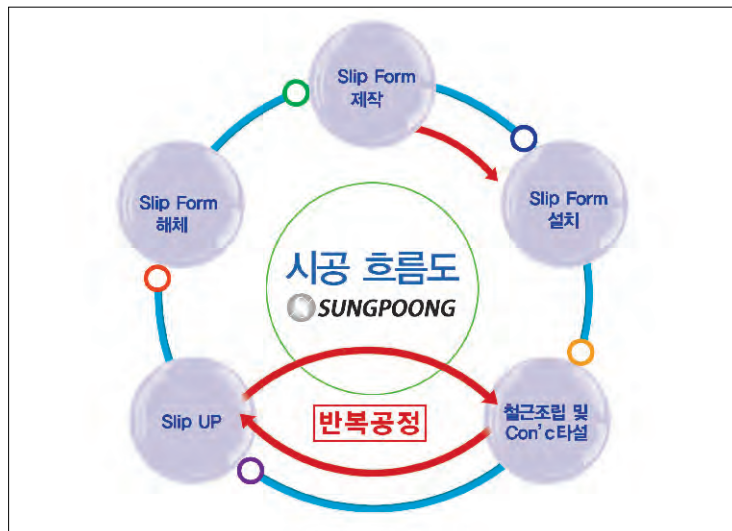 Slip Form
제작
Slip Form
설치
Slip Form
해체
시공 흐름도
SUNGPOONG
Slip UP
반복공정
철근조립 및
Con'c타설